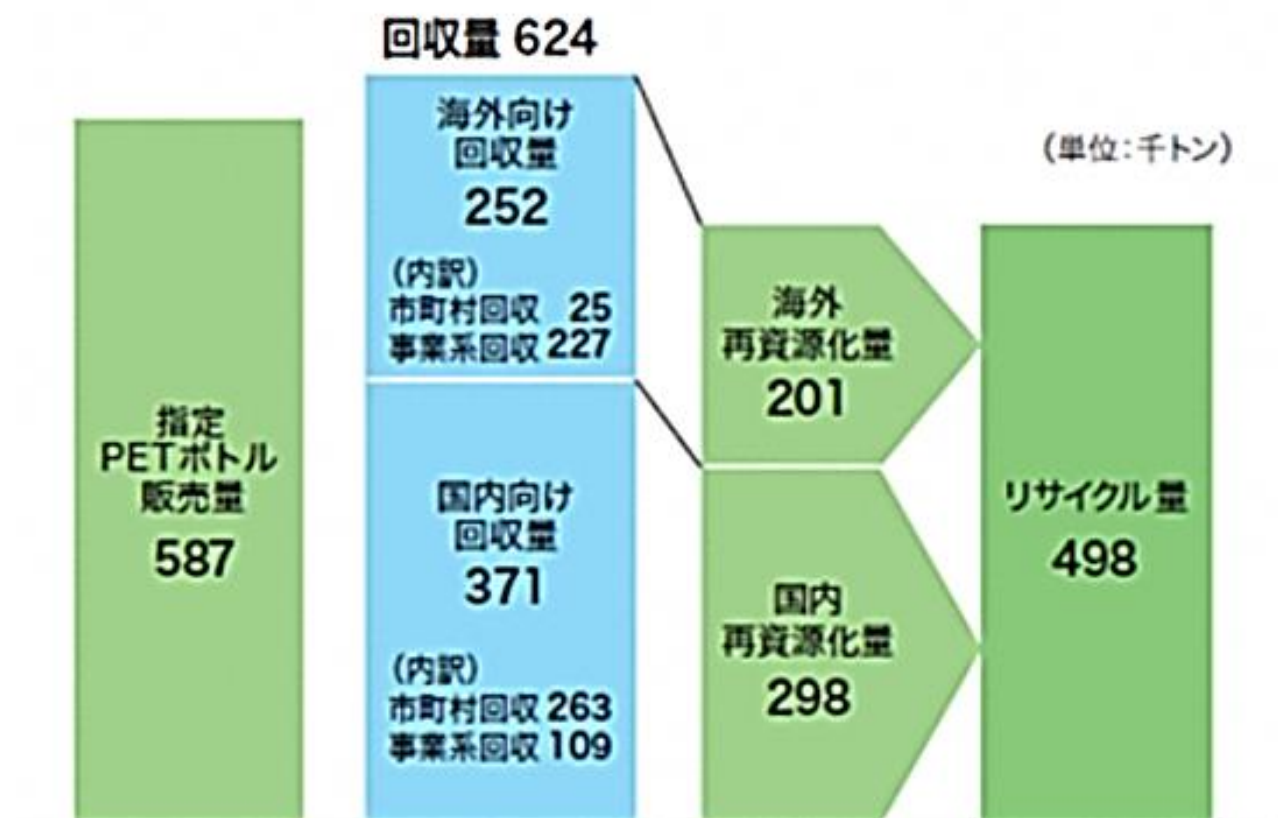 回収量 624
海外向け
回収量
252
（内訳）
市町村回収 25
事業系回収 227
（単位：千トン）
海外
再資源化量
201
指定
PETボトル
販売量
587
国内向け
回収量
371
（内訳）
市町村回収 263
事業系回収 109
国内
再資源化量
298
リサイクル量
498